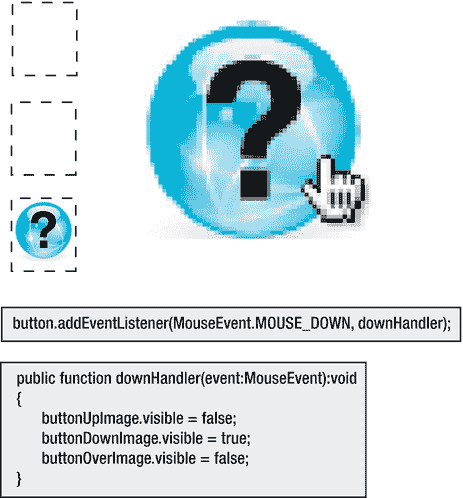 ?
?
button.addEventListener(MouseEvent.MOUSE_DOWN, downHandler);
public function downHandler(event:MouseEvent):void
{
buttonUpImage.visible = false;
buttonDownImage.visible = true;
buttonOverImage.visible = false;
}